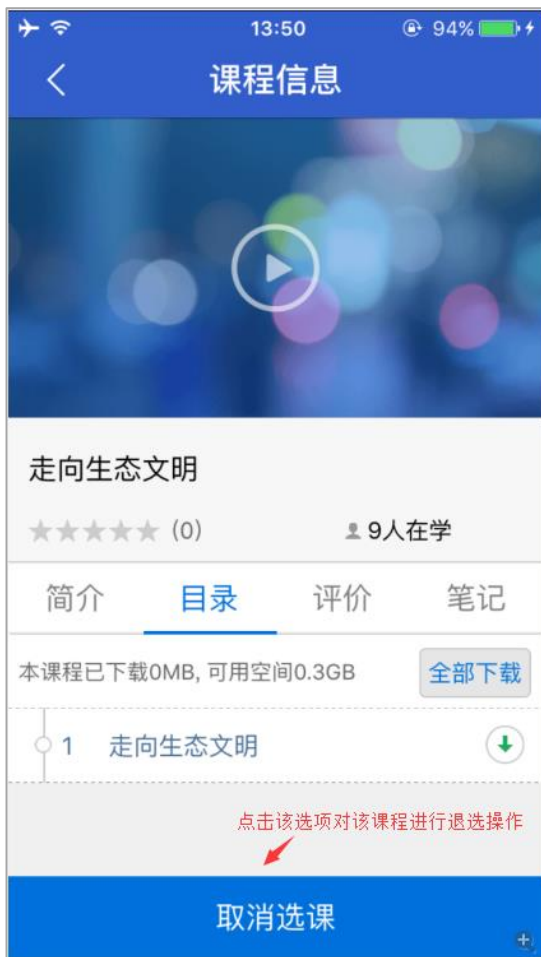 13:50
94%
课程信息
走向生态文明
(0)
9人在学
简介
目录
评价
笔记
本课程已下载0MB, 可用空间0.3GB
全部下载
1 走向生态文明
点击该选项对该课程进行退选操作
取消选课